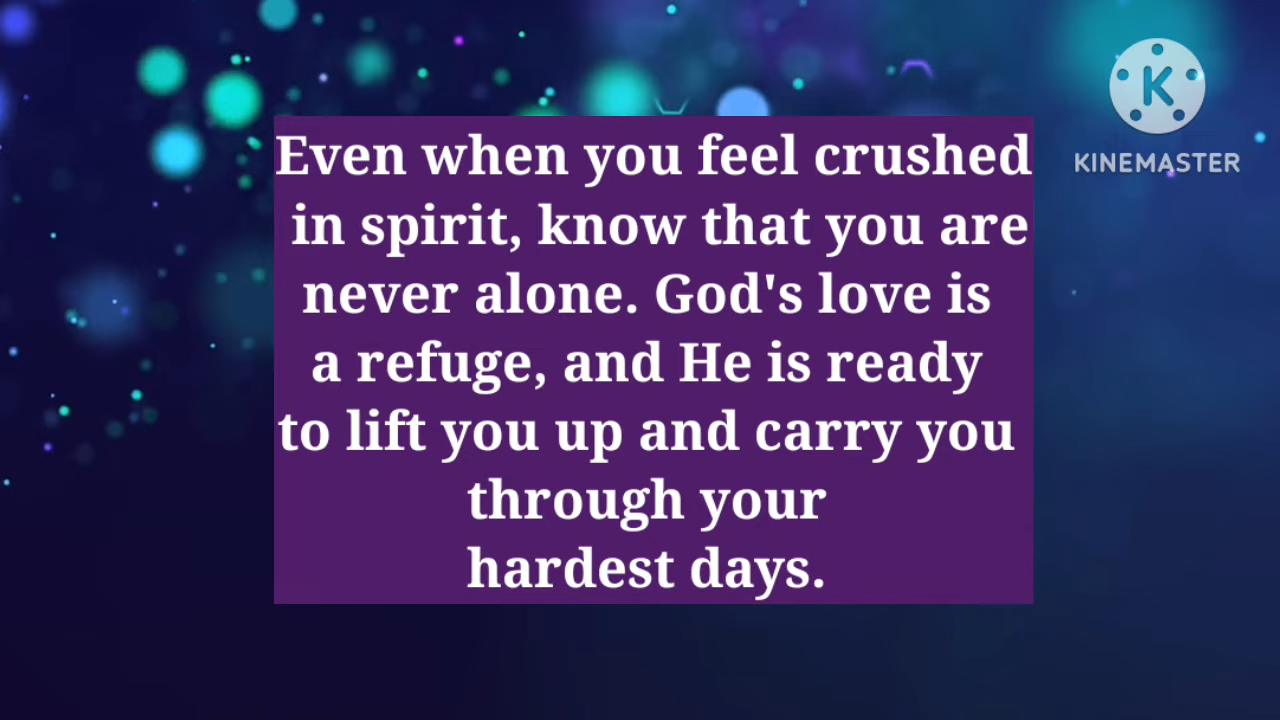 Even when you feel crushed
in spirit, know that you are
never alone. God's love is
a refuge, and He is ready
to lift you up and carry you
through your
hardest days.
K
KINEMASTER